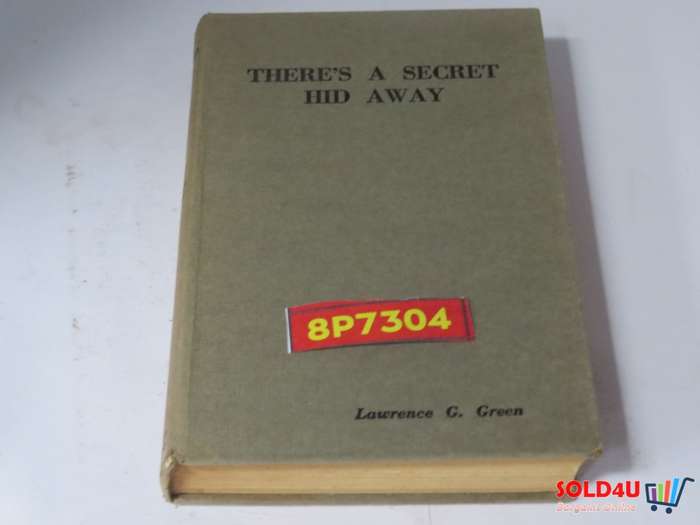 THERE'S A SECRET
HID AWAY
8P7304
Lawrence G. Green
SOLD4U
Bargains Online